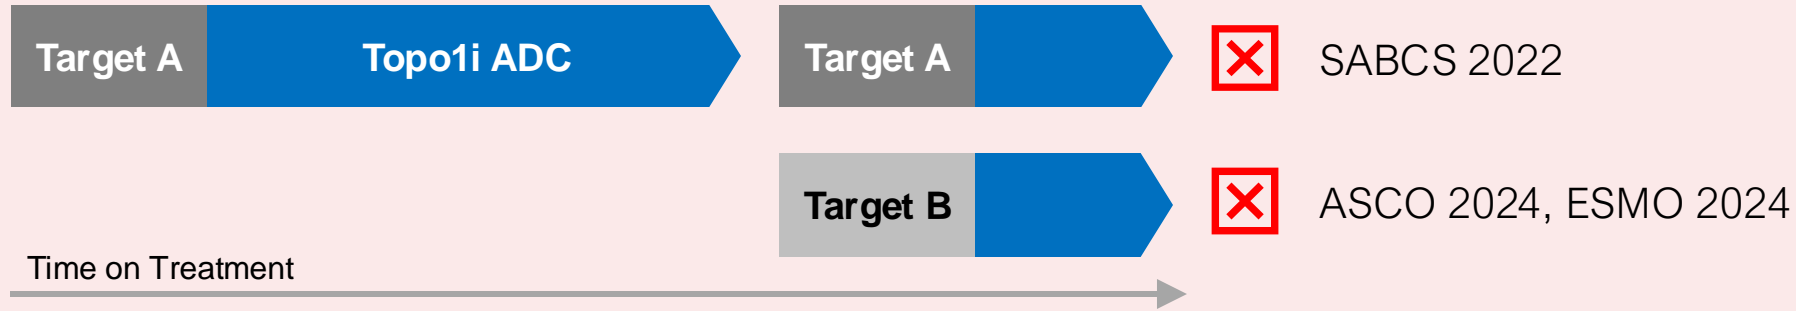 Target A Topo1i ADC Target A SABCS 2022
Target B ASCO 2024, ESMO 2024
Time on Treatment